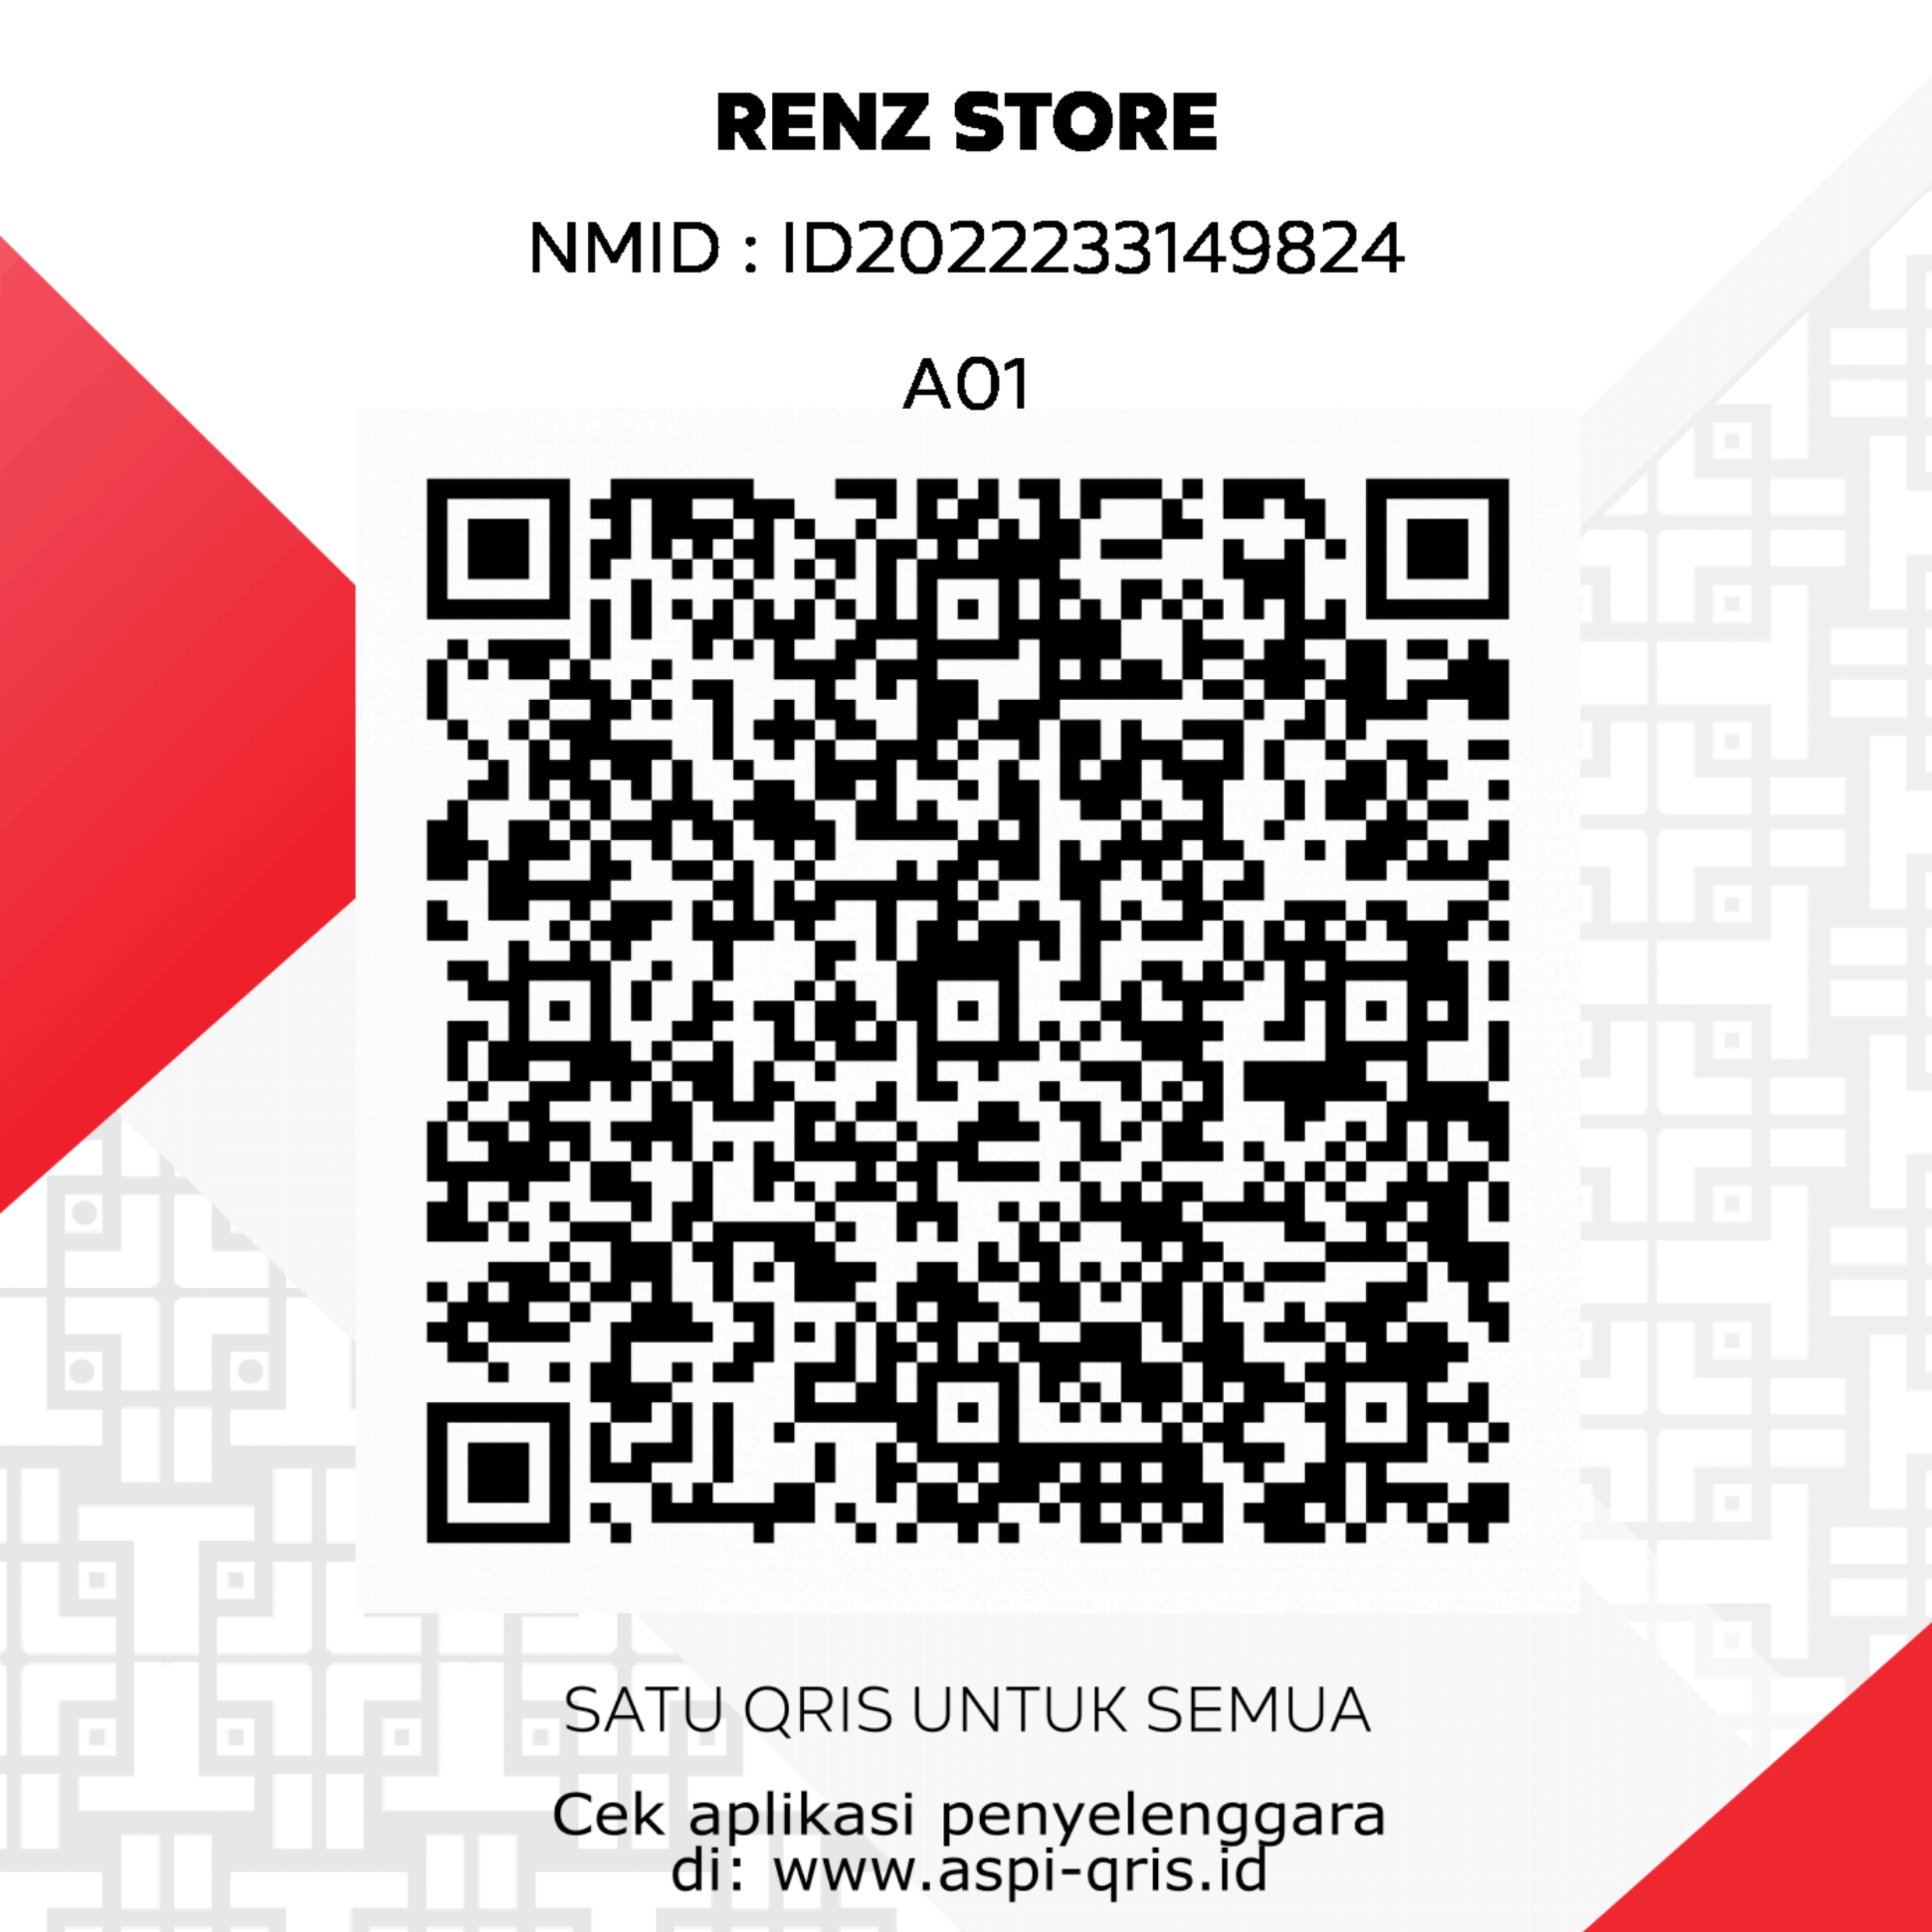 RENZ STORE
NMID : ID2022233149824
A01
SATU QRIS UNTUK SEMUA
Cek aplikasi penyelenggara
di: www.aspi-qris.id